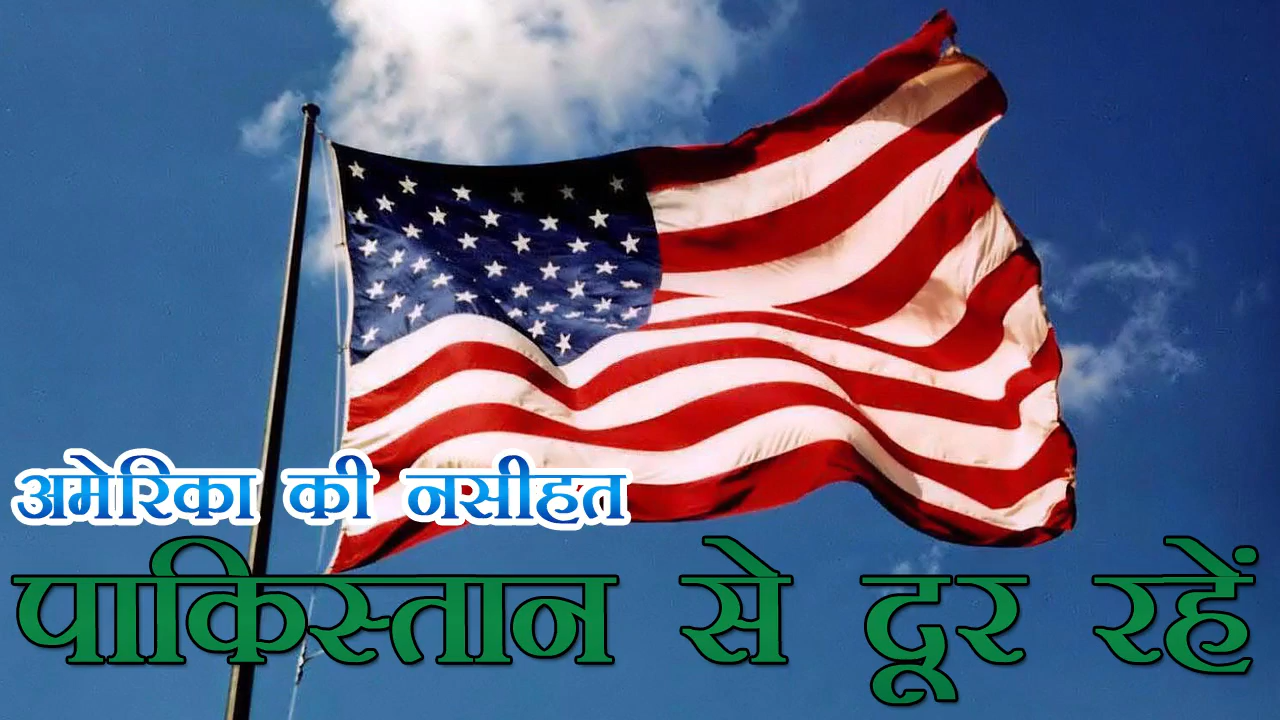 अमेरिका की नसीहत
पाकिस्तान से दूर रहें